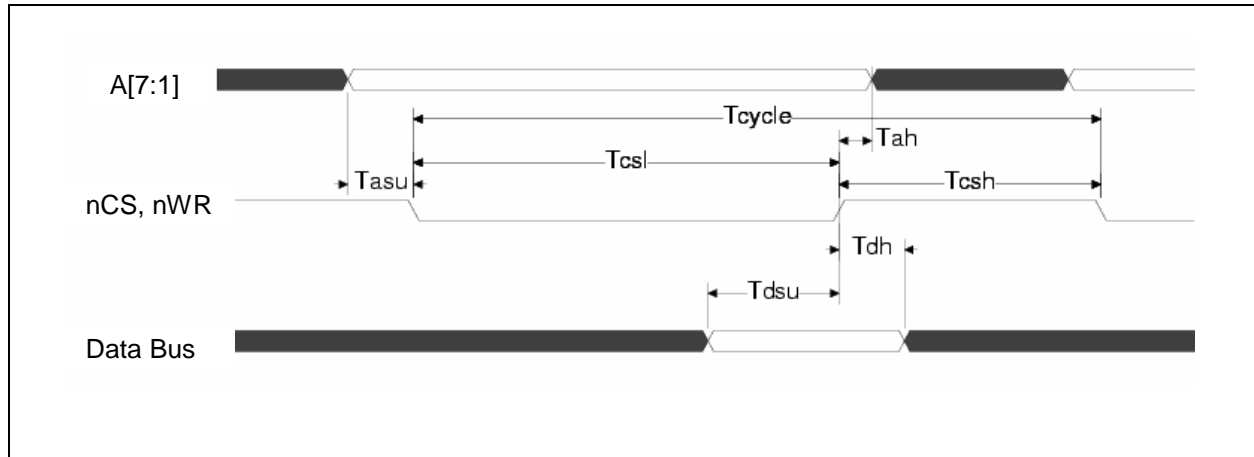 A[7:1]
Tcycle
Tah
Tcsl
Tasu
Tcsh
nCS, nWR
Tdh
Tdsu
Data Bus